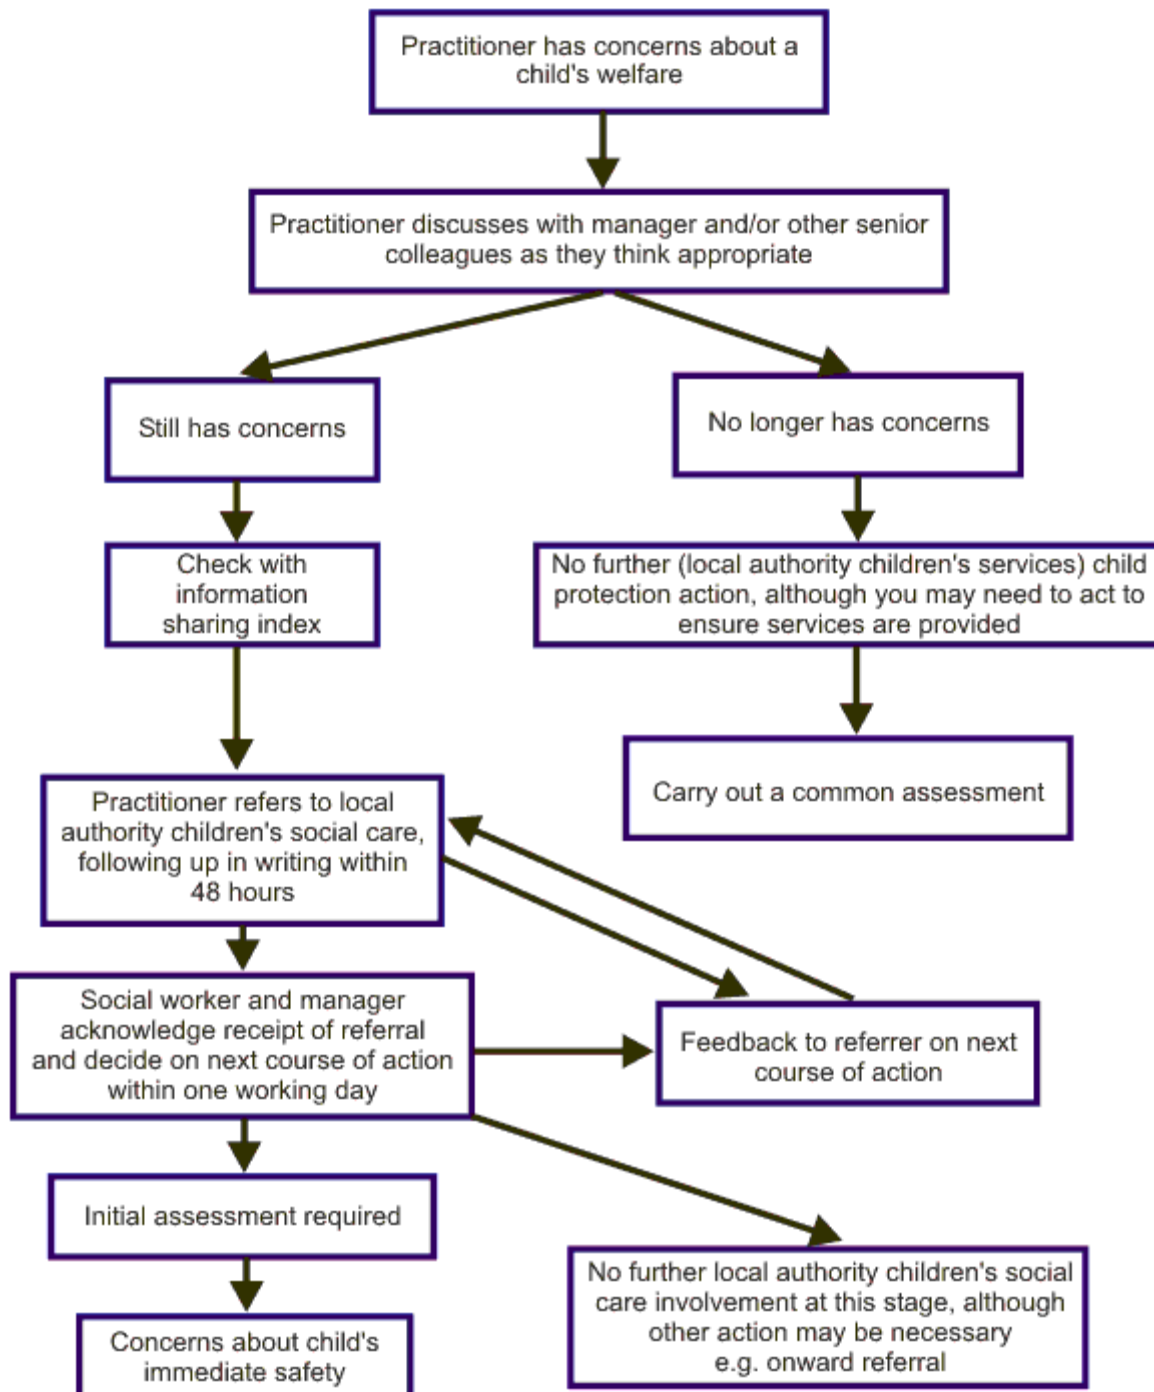 Practitioner has concerns about a
child's welfare
Practitioner discusses with manager and/or other senior
colleagues as they think appropriate
Still has concerns
No longer has concerns
Check with
information
sharing index
No further (local authority children's services) child
protection action, although you may need to act to
ensure services are provided
Carry out a common assessment
Practitioner refers to local
authority children's social care,
following up in writing within
48 hours
Social worker and manager
acknowledge receipt of referral
and decide on next course of action
within one working day
Feedback to referrer on next
course of action
Initial assessment required
No further local authority children's social
care involvement at this stage, although
other action may be necessary
e.g. onward referral
Concerns about child's
immediate safety